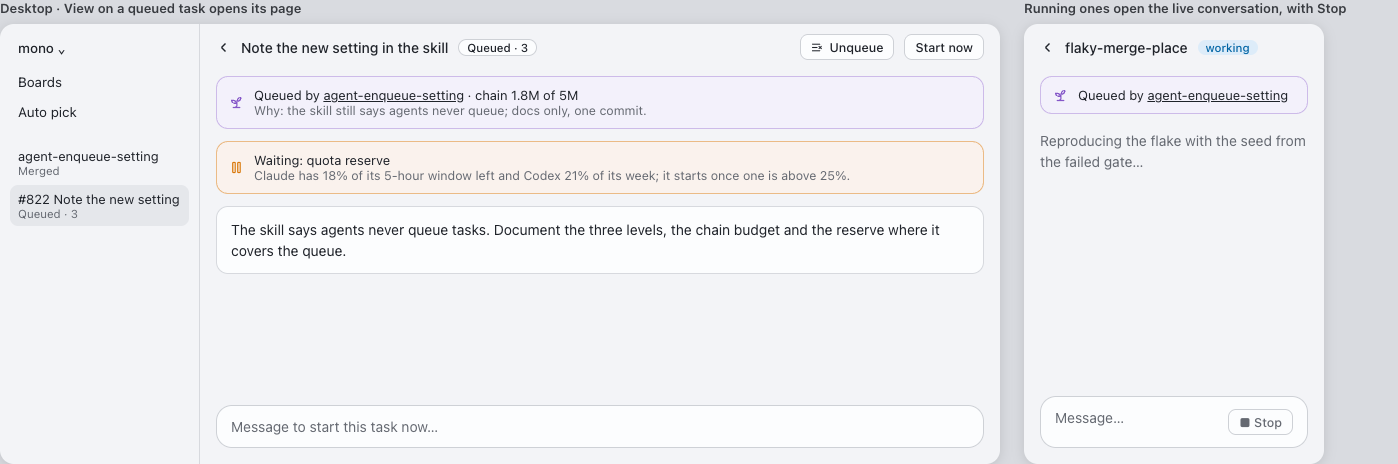 Desktop · View on a queued task opens its page
mono
Boards
Auto pick
agent-enqueue-setting
Merged
#822 Note the new setting
Queued · 3
Note the new setting in the skill
Queued · 3
Unqueue
Start now
Queued by agent-enqueue-setting · chain 1.8M of 5M
Why: the skill still says agents never queue; docs only, one commit.
Waiting: quota reserve
Claude has 18% of its 5-hour window left and Codex 21% of its week; it starts once one is above 25%.
The skill says agents never queue tasks. Document the three levels, the chain budget and the reserve where it
covers the queue.
Message to start this task now...
Running ones open the live conversation, with Stop
flaky-merge-place
working
Queued by agent-enqueue-setting
Reproducing the flake with the seed from
the failed gate...
Message...
Stop